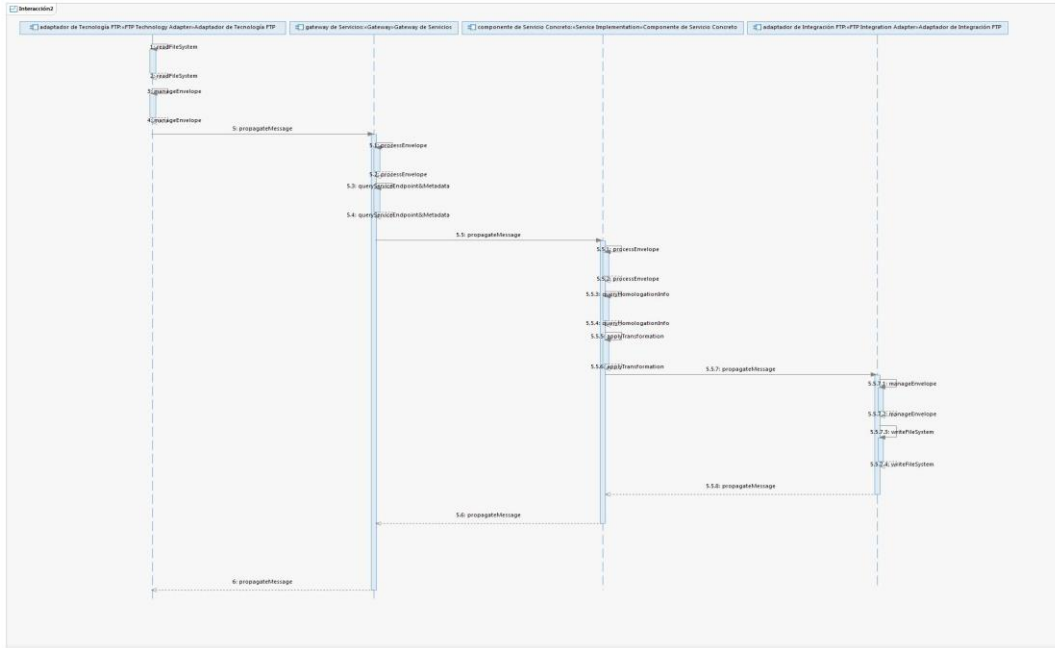 Interacción2
adaptador de Tecnología FTP:«FTP Technology Adapter»Adaptador de Tecnología FTP
gateway de Servicios:«Gateway»Gateway de Servicios
componente de Servicio Concreto:«Service Implementation»Componente de Servicio Concreto
adaptador de Integración FTP:«FTP Integration Adapter»Adaptador de Integración FTP
1: readFileSystem
2: readFileSystem
3: manageEnvelope
4: manageEnvelope
5: propagateMessage
5.1: processEnvelope
5.2: processEnvelope
5.3: queryServiceEndpoint&Metadata
5.4: queryServiceEndpoint&Metadata
5.5: propagateMessage
5.5.1: processEnvelope
5.5.2: processEnvelope
5.5.3: queryHomologationInfo
5.5.4: queryHomologationInfo
5.5.5: applyTransformation
5.5.6: applyTransformation
5.5.7: propagateMessage
5.5.7.1: manageEnvelope
5.5.7.2: manageEnvelope
5.5.7.3: writeFileSystem
5.5.7.4: writeFileSystem
5.5.8: propagateMessage
5.6: propagateMessage
6: propagateMessage